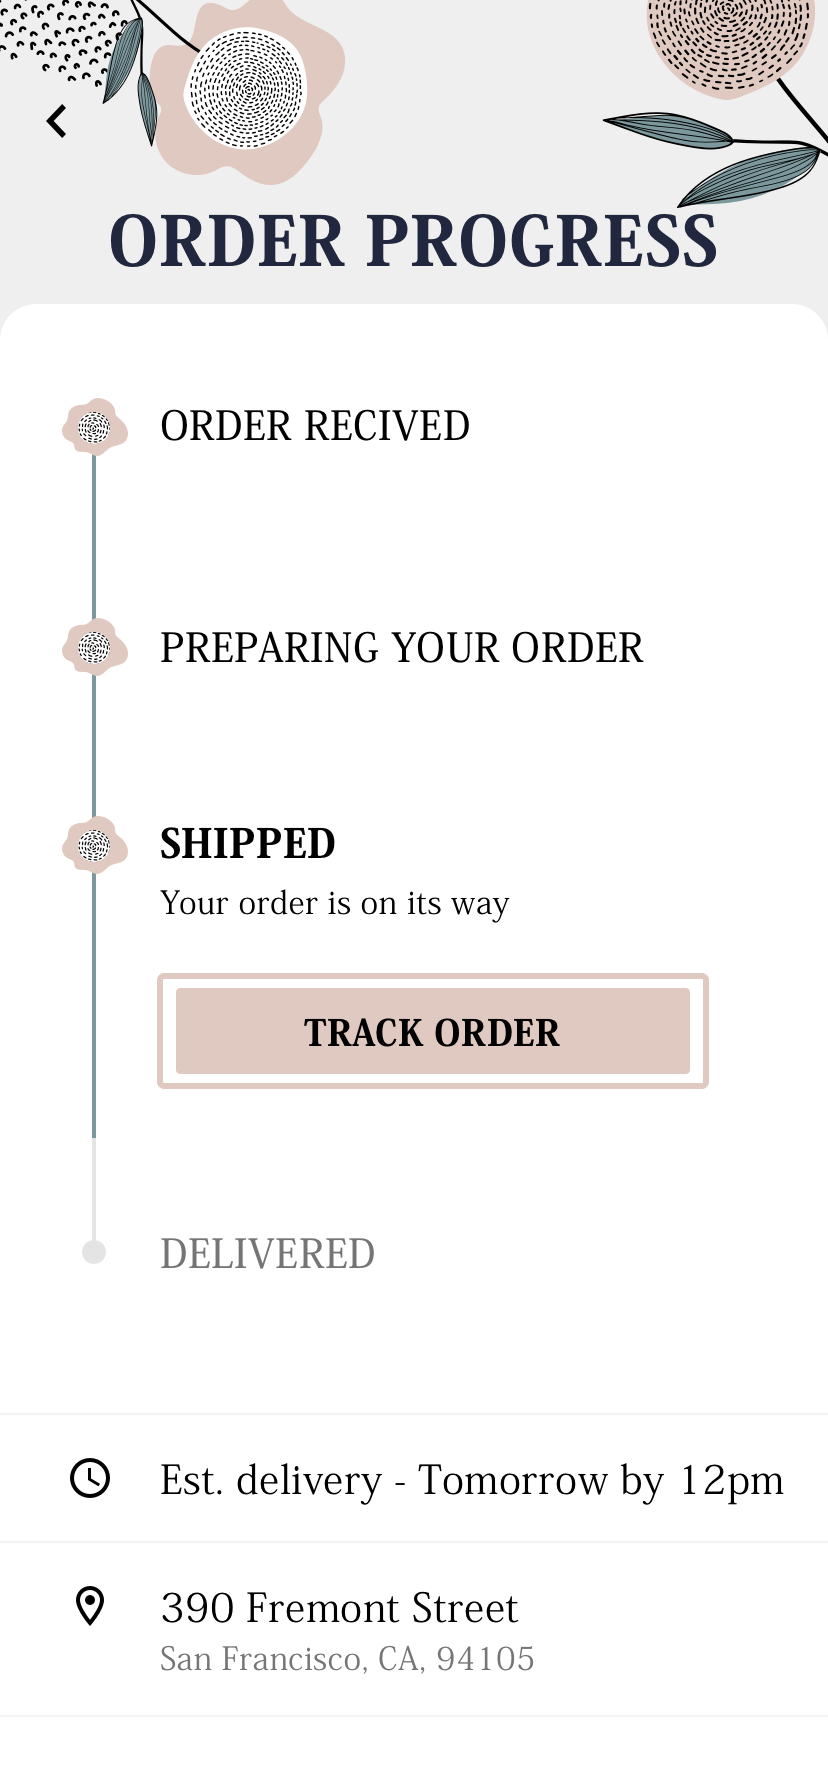 ORDER PROGRESS
ORDER RECIVED
PREPARING YOUR ORDER
SHIPPED
Your order is on its way
TRACK ORDER
DELIVERED
Est. delivery - Tomorrow by 12pm
390 Fremont Street
San Francisco, CA, 94105